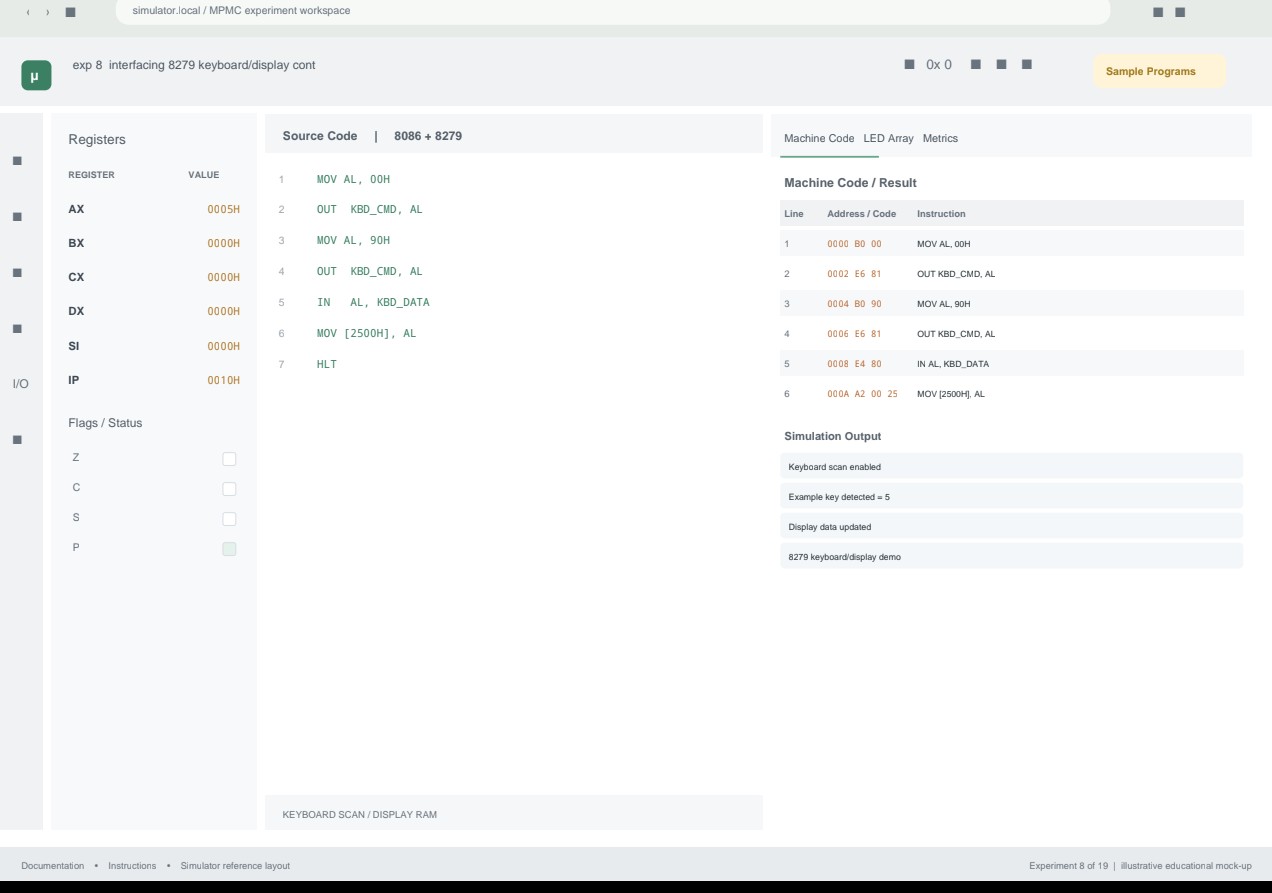 simulator.local / MPMC experiment workspace
µ
exp 8 interfacing 8279 keyboard/display cont
0x 0
Sample Programs
I/O
Registers
REGISTER VALUE
AX 0005H
BX 0000H
CX 0000H
DX 0000H
SI 0000H
IP 0010H
Flags / Status
Z
C
S
P
Source Code | 8086 + 8279
1 MOV AL, 00H
2 OUT KBD_CMD, AL
3 MOV AL, 90H
4 OUT KBD_CMD, AL
5 IN AL, KBD_DATA
6 MOV [2500H], AL
7 HLT
KEYBOARD SCAN / DISPLAY RAM
Machine Code LED Array Metrics
Machine Code / Result
Line Address / Code Instruction
1 0000 B0 00 MOV AL, 00H
2 0002 E6 81 OUT KBD_CMD, AL
3 0004 B0 90 MOV AL, 90H
4 0006 E6 81 OUT KBD_CMD, AL
5 0008 E4 80 IN AL, KBD_DATA
6 000A A2 00 25 MOV [2500H], AL
Simulation Output
Keyboard scan enabled
Example key detected = 5
Display data updated
8279 keyboard/display demo
Documentation • Instructions • Simulator reference layout
Experiment 8 of 19 | illustrative educational mock-up